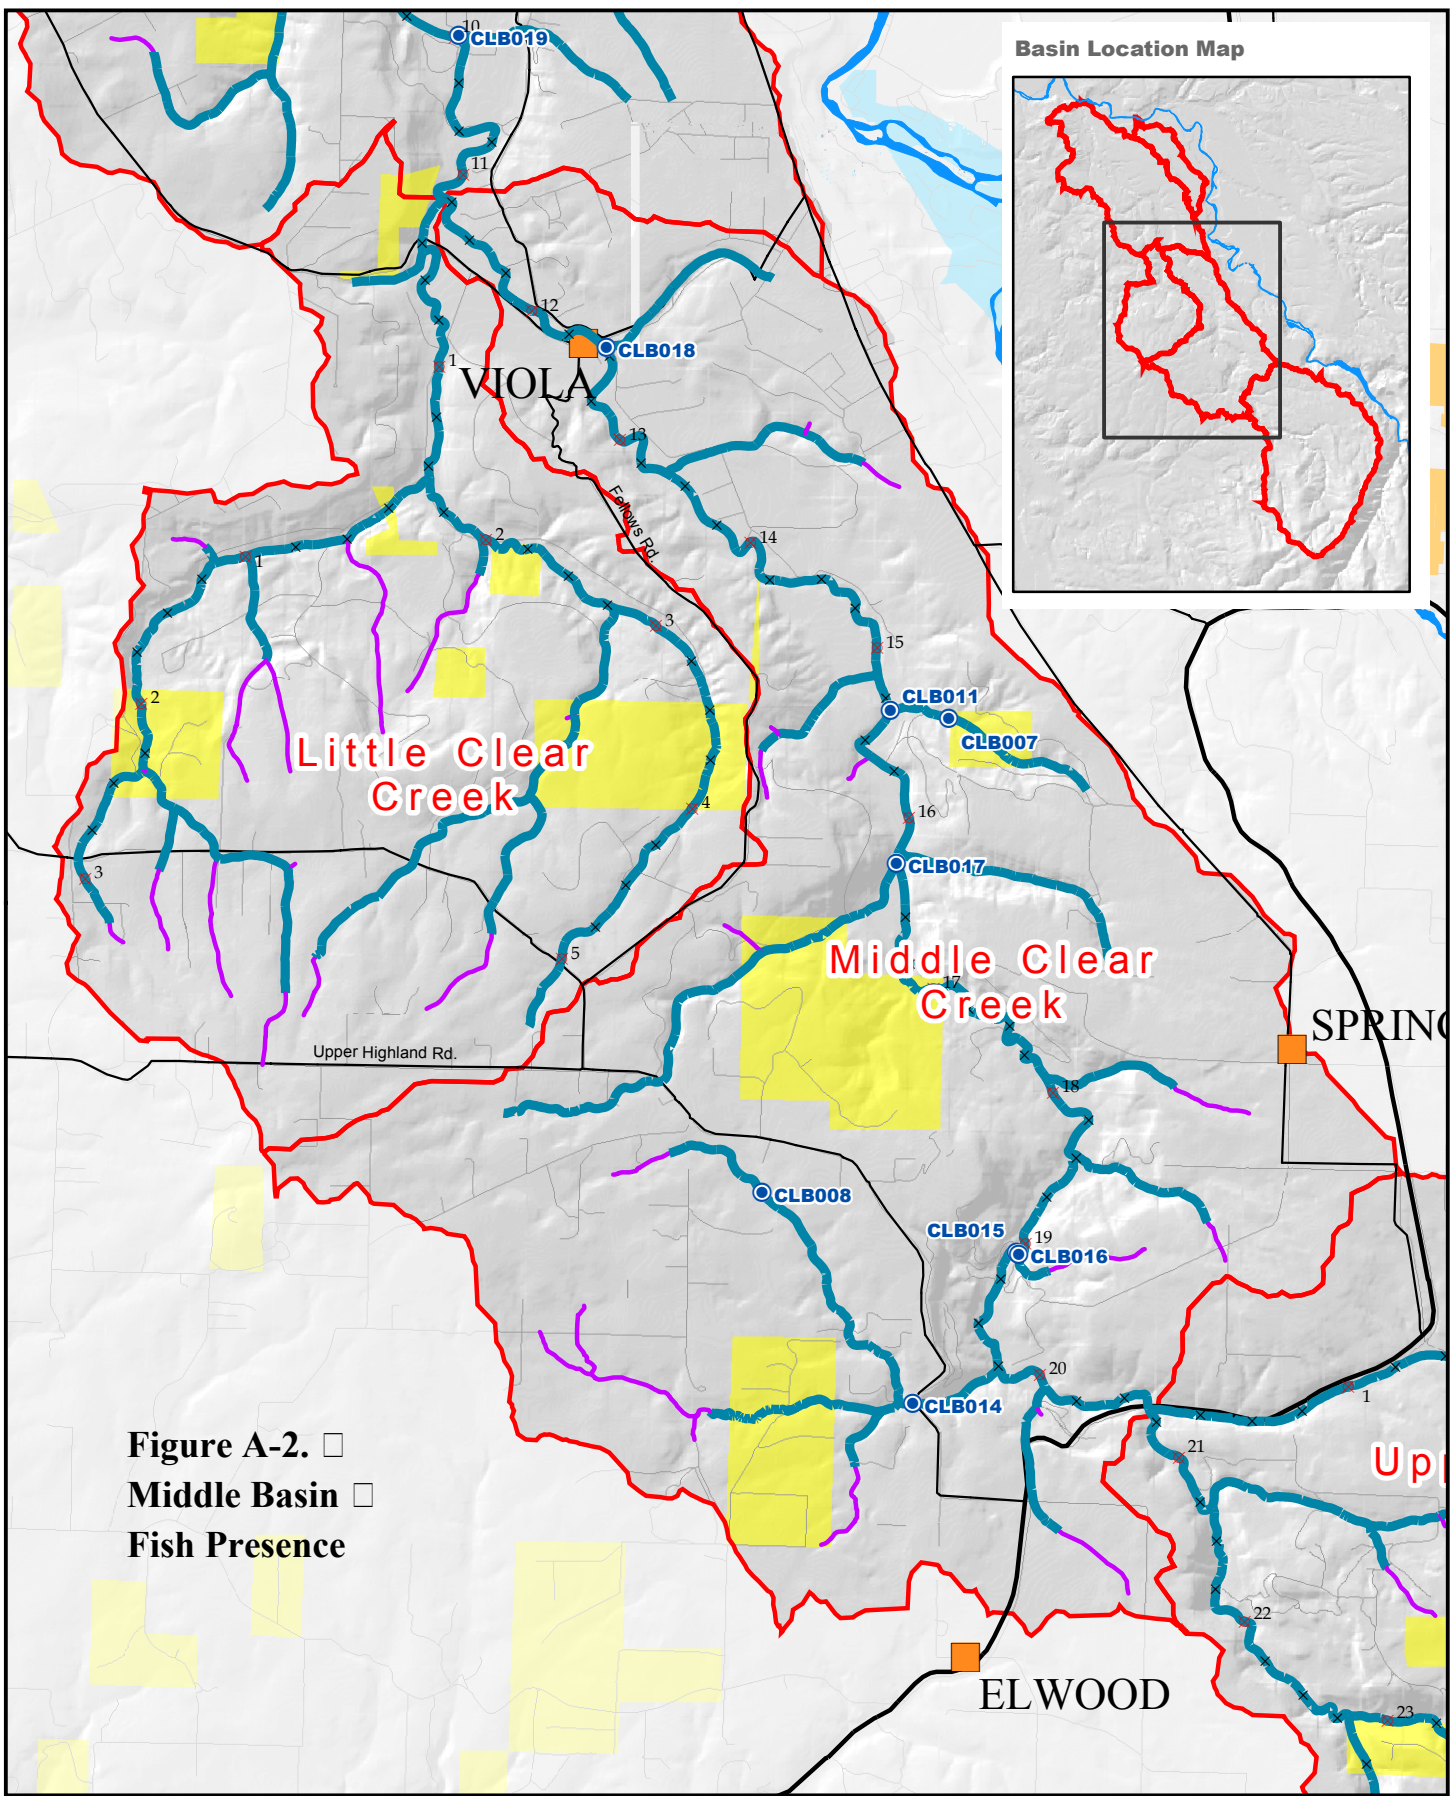 10
CLB019
Basin Location Map
11
12
CLB018
1
VIOLA
13
Fellows Rd.
14
2
1
3
15
2
CLB011
CLB007
Little Clear
Creek
4
16
CLB017
3
Middle Clear
Creek
5
17
SPRING
Upper Highland Rd.
18
CLB008
CLB015
19
CLB016
20
1
CLB014
Figure A-2. □
Middle Basin □
Fish Presence
21
Upp
22
ELWOOD
23